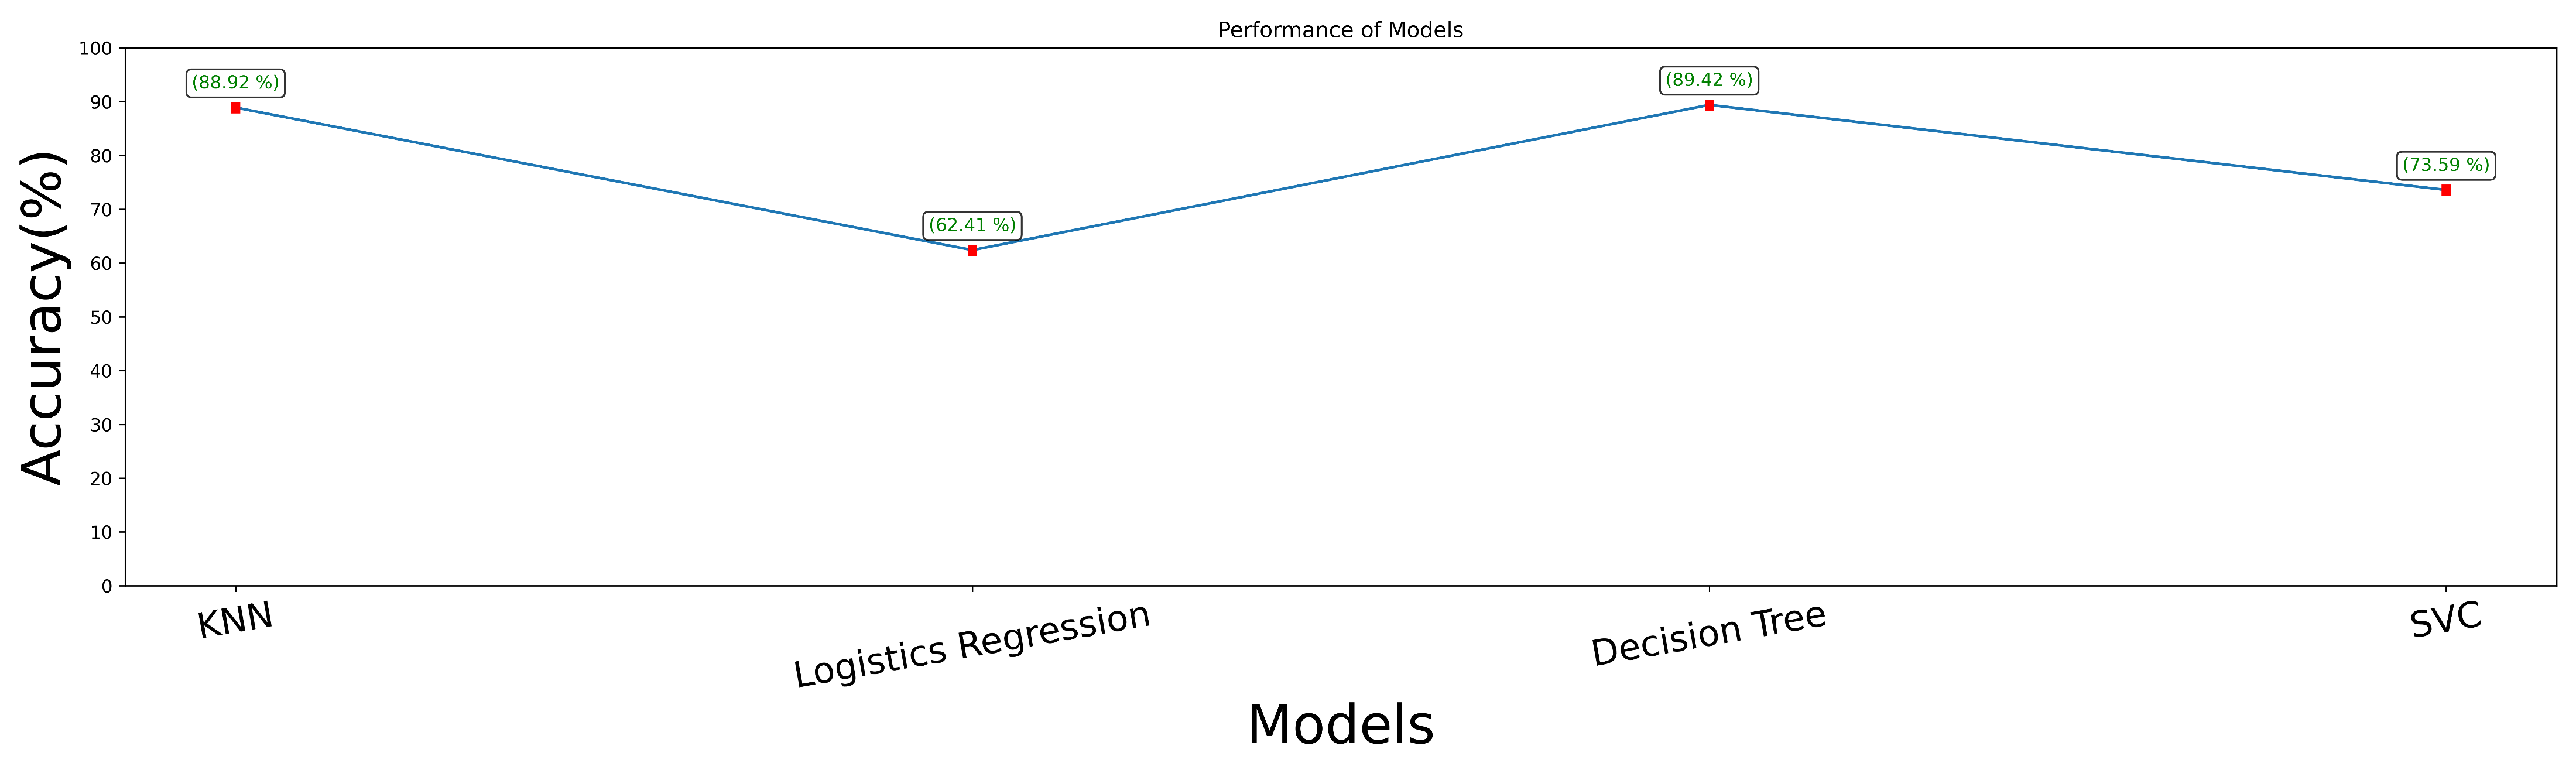 Performance of Models
Accuracy(%)
100
90
80
70
60
50
40
30
20
10
0
(88.92 %)
(62.41 %)
(89.42 %)
(73.59 %)
KNN
Logistics Regression
Decision Tree
SVC
Models